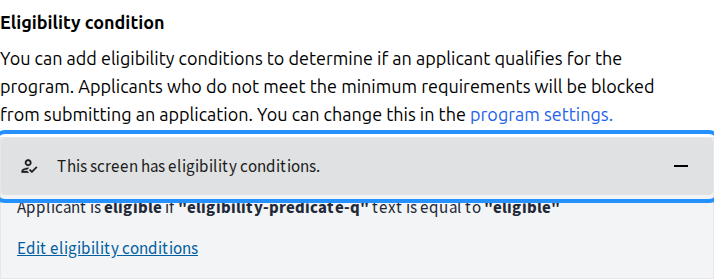 Eligibility condition
You can add eligibility conditions to determine if an applicant qualifies for the
program. Applicants who do not meet the minimum requirements will be blocked
from submitting an application. You can change this in the program settings.
This screen has eligibility conditions.
Applicant is eligible if "eligibility-predicate-q" text is equal to "eligible"
Edit eligibility conditions